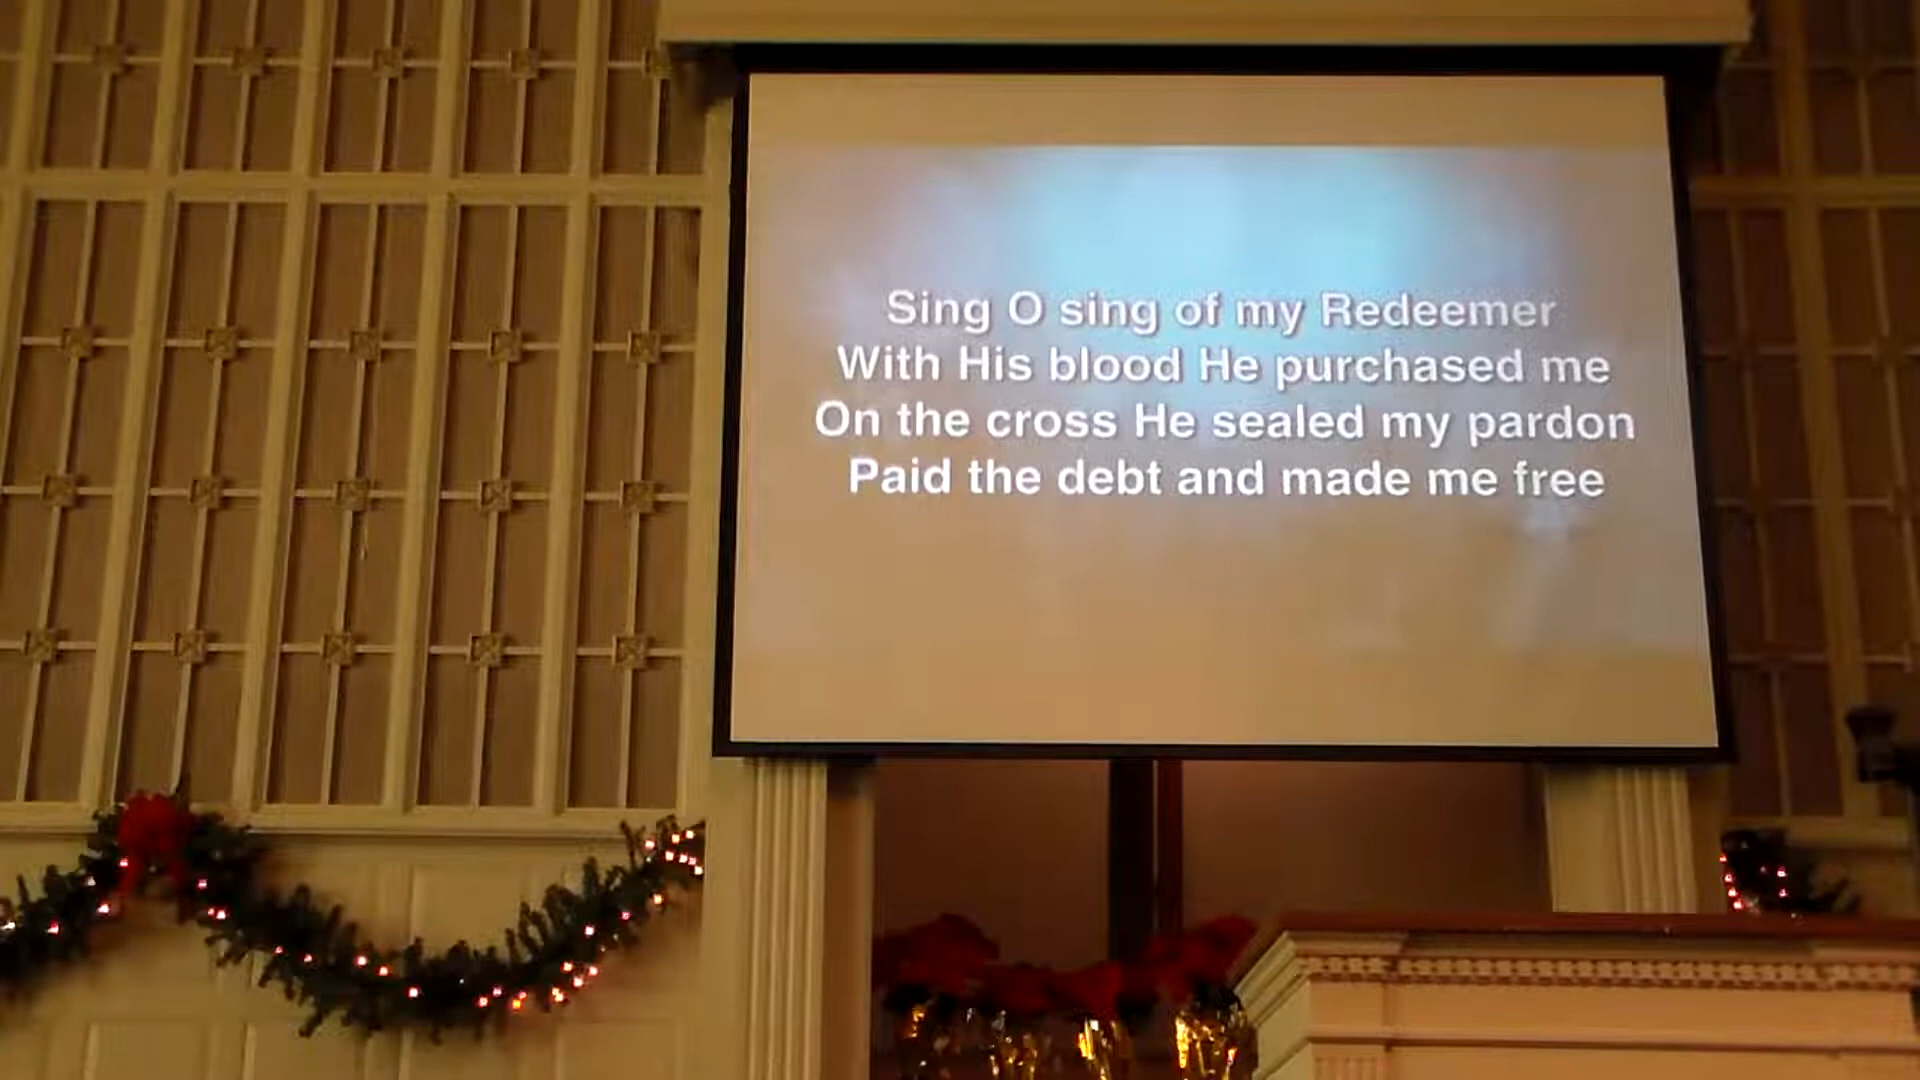 Sing O sing of my Redeemer
With His blood He purchased me
On the cross He sealed my pardon
Paid the debt and made me free